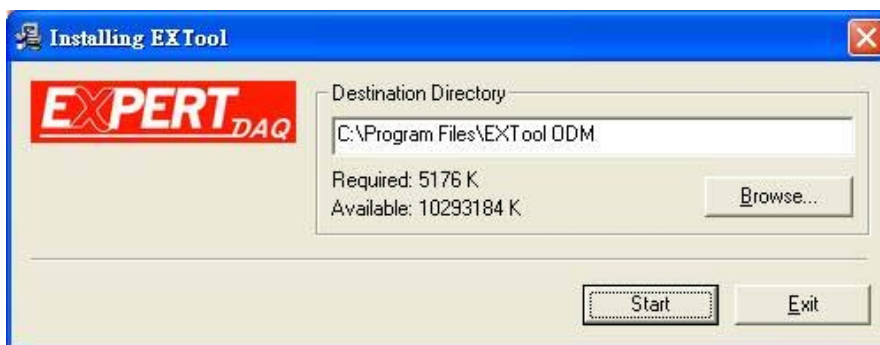 Installing EXTool
EXPERT DAQ
Destination Directory
C:\Program Files\EXTool ODM
Required: 5176 K
Available: 10293184 K
Browse...
Start
Exit